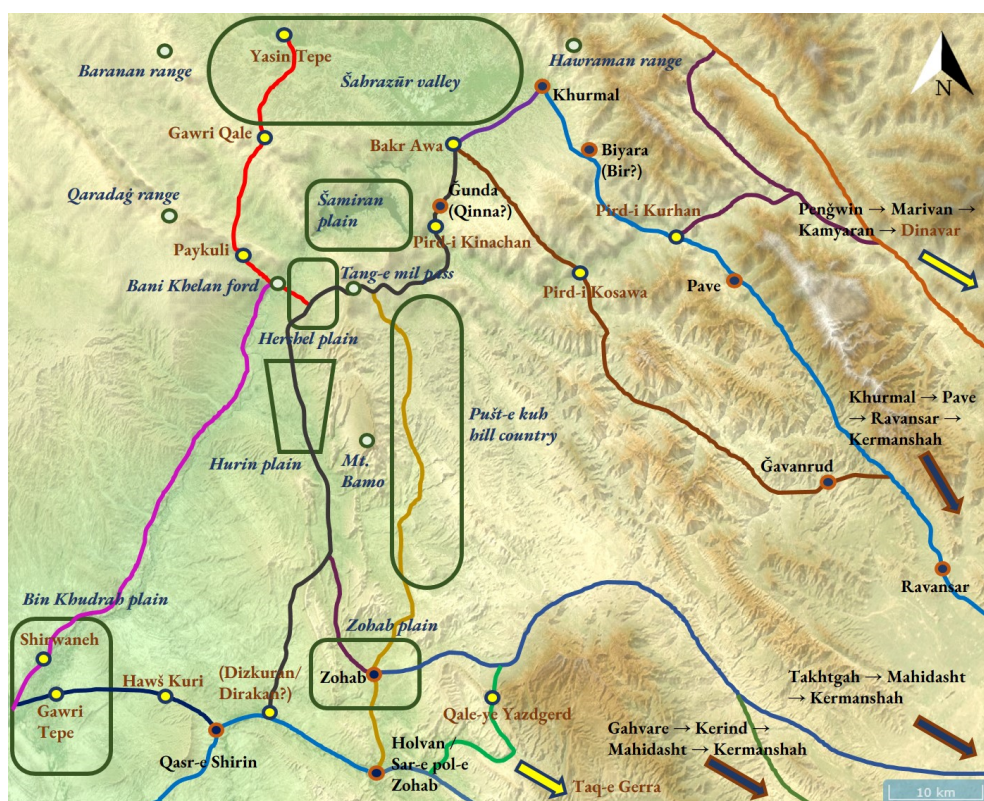 Yasin Tepe
Baranan range
Šahrazūr valley
Hawraman range
N
Khurmal
Gawri Qale
Bakr Awa
Biyara
(Bir?)
Qaradaġ range
Šamiran
plain
Ğunda
(Qinna?)
Pird-i Kurhan
Penğwin → Marivan →
Kamyaran → Dinavar
Paykuli
Pird-i Kinachan
Bani Khelan ford
Tang-e mil pass
Pird-i Kosawa
Pave
Hershel plain
Khurmal → Pave
→ Ravansar →
Kermanshah
Pušt-e kuh
hill country
Hurin plain
Mt.
Bamo
Ğavanrud
Ravansar
Bin Khudrah plain
Shirwaneh
Zohab plain
(Dizkuran/
Dirakan?)
Hawš Kuri
Zohab
Takhtgah → Mahidasht
→ Kermanshah
Gawri
Tepe
Qale-ye Yazdgerd
Gahvare → Kerind →
Mahidasht → Kermanshah
Qasr-e Shirin
Holvan /
Sar-e pol-e
Zohab
Taq-e Gerra
10 km